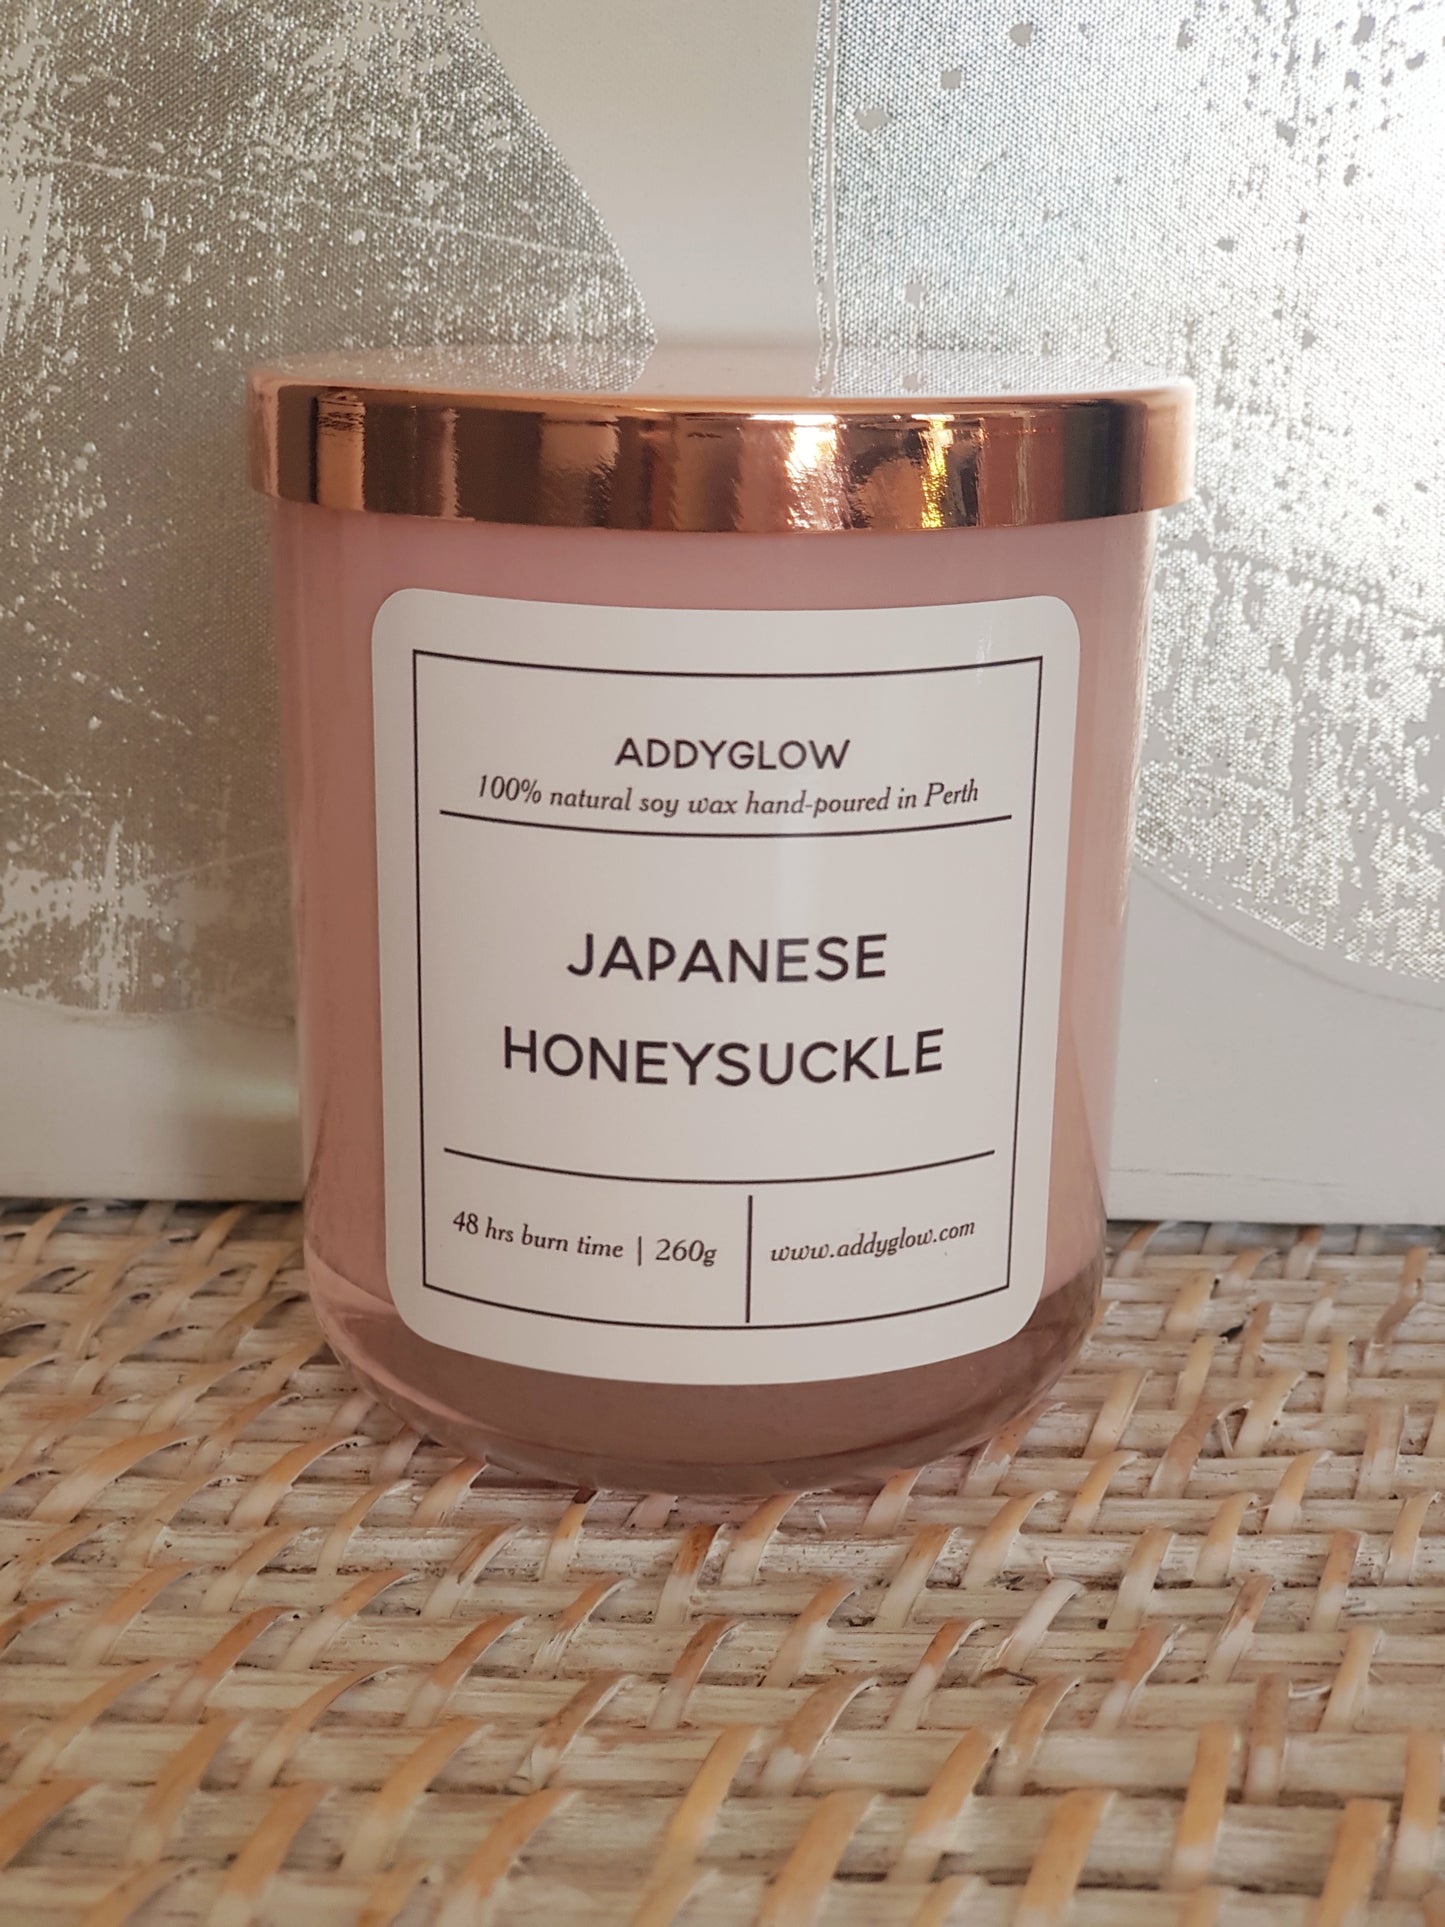 ADDYGLOW
100% natural soy wax hand-poured in Perth
JAPANESE
HONEYSUCKLE
48 hrs burn time | 260g
www.addyglow.com